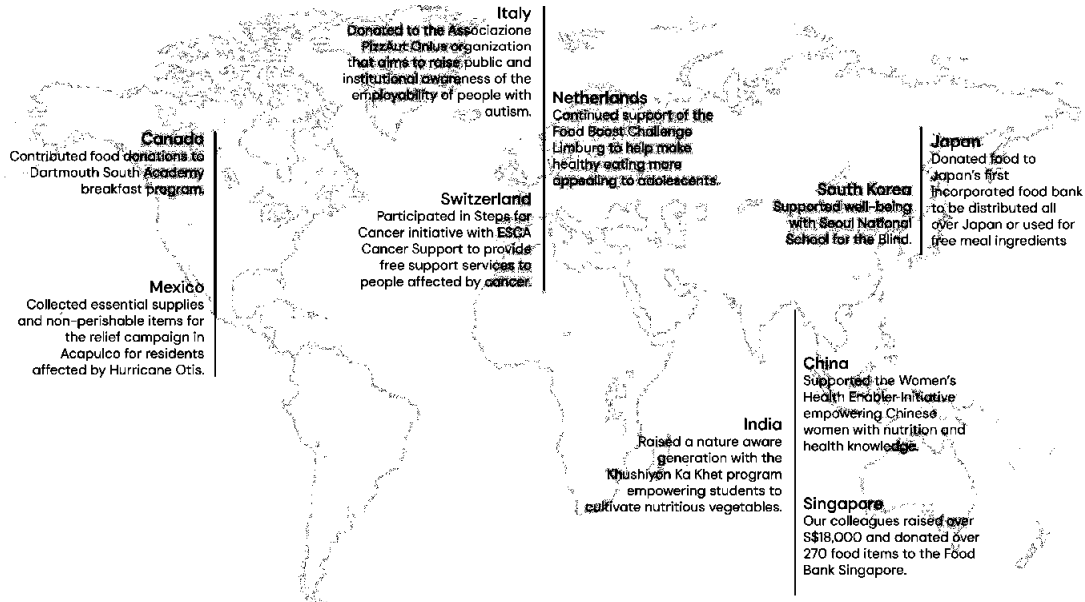 Italy
Donated to the Associazione
PizzAut Onlus organization
that aims to raise public and
institutional awareness of the
employability of people with
autism.
Netherlands
Continued support of the
Food Boost Challenge
Limburg to help make
healthy eating more
appealing to adolescents.
Canada
Contributed food donations to
Dartmouth South Academy
breakfast program.
Japan
Donated food to
Japan's first
incorporated food bank
to be distributed all
over Japan or used for
free meal ingredients
South Korea
Supported well-being
with Seoul National
School for the Blind.
Switzerland
Participated in Steps for
Cancer initiative with ESCA
Cancer Support to provide
free support services to
people affected by cancer.
Mexico
Collected essential supplies
and non-perishable items for
the relief campaign in
Acapulco for residents
affected by Hurricane Otis.
China
Supported the Women's
Health Enabler Initiative
empowering Chinese
women with nutrition and
health knowledge.
India
Raised a nature aware
generation with the
Khushiyon Ka Khet program
empowering students to
cultivate nutritious vegetables.
Singapore
Our colleagues raised over
S$18,000 and donated over
270 food items to the Food
Bank Singapore.